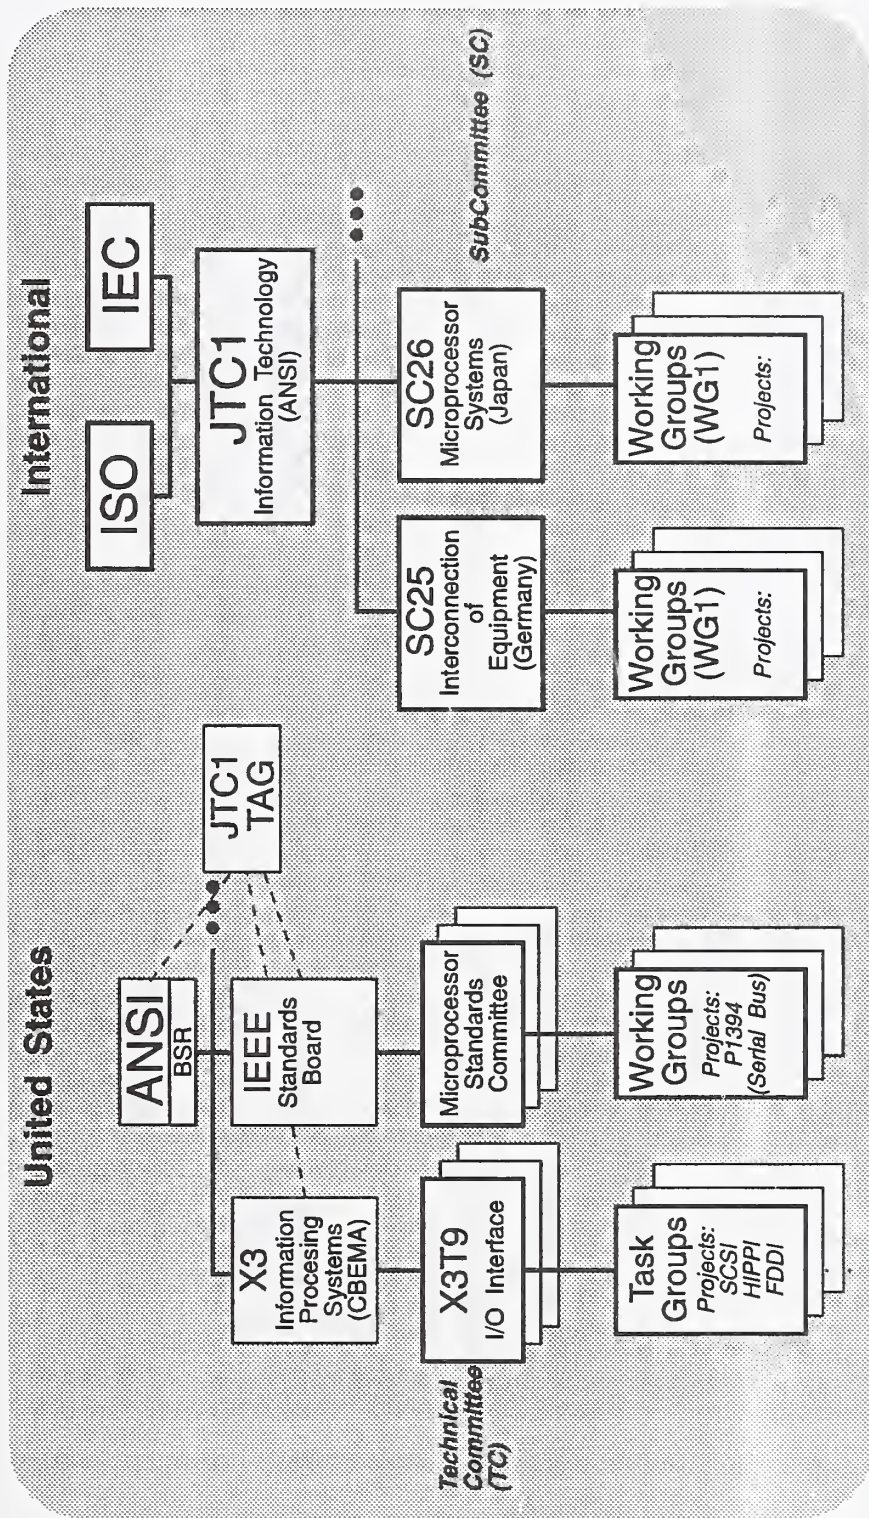 United States
International
ANSI
BSR
JTC1
TAG
X3
Information
Procesing
Systems
(CBEMA)
IEEE
Standards
Board
Technical
Committee
(TC)
X3T9
I/O Interface
Microprocessor
Standards
Committee
Task
Groups
Projects:
SCSI
HIPPI
FDDI
Working
Groups
Projects:
P1394
(Serial Bus)
ISO
IEC
JTC1
Information Technology
(ANSI)
SC25
Interconnection
of
Equipment
(Germany)
SC26
Microprocessor
Systems
(Japan)
SubCommittee (SC)
Working
Groups
(WG1)
Projects:
Working
Groups
(WG1)
Projects: